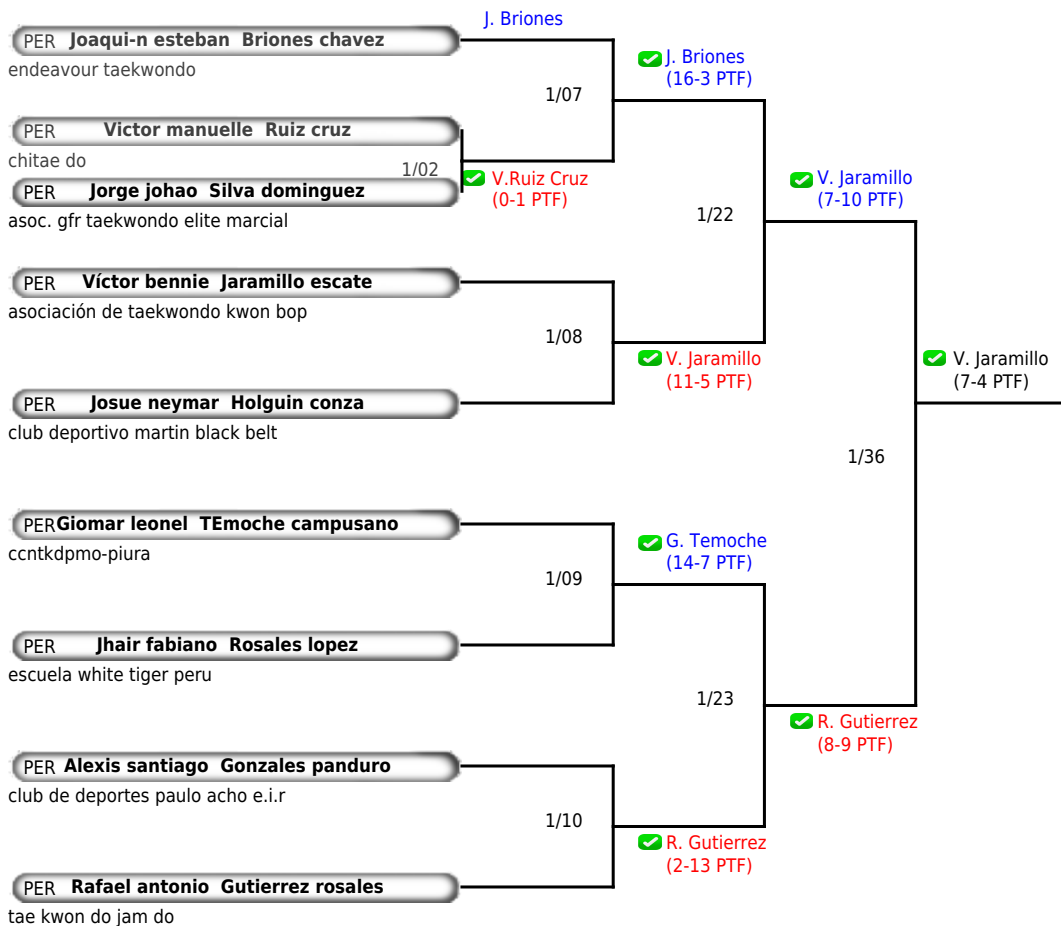 J. Briones
PER Joaqui-n esteban Briones chavez
endeavour taekwondo
J. Briones
(16-3 PTF)
1/07
PER Victor manuelle Ruiz cruz
chitae do
1/02
V.Ruiz Cruz
(0-1 PTF)
PER Jorge johao Silva dominguez
asoc. gfr taekwondo elite marcial
V. Jaramillo
(7-10 PTF)
1/22
PER Víctor bennie Jaramillo escate
asociación de taekwondo kwon bop
1/08
V. Jaramillo
(11-5 PTF)
V. Jaramillo
(7-4 PTF)
PER Josue neymar Holguin conza
club deportivo martin black belt
1/36
PER Giomar leonel TEmoche campusano
ccntkdpmo-piura
G. Temoche
(14-7 PTF)
1/09
PER Jhair fabiano Rosales lopez
escuela white tiger peru
1/23
R. Gutierrez
(8-9 PTF)
PER Alexis santiago Gonzales panduro
club de deportes paulo acho e.i.r
1/10
R. Gutierrez
(2-13 PTF)
PER Rafael antonio Gutierrez rosales
tae kwon do jam do